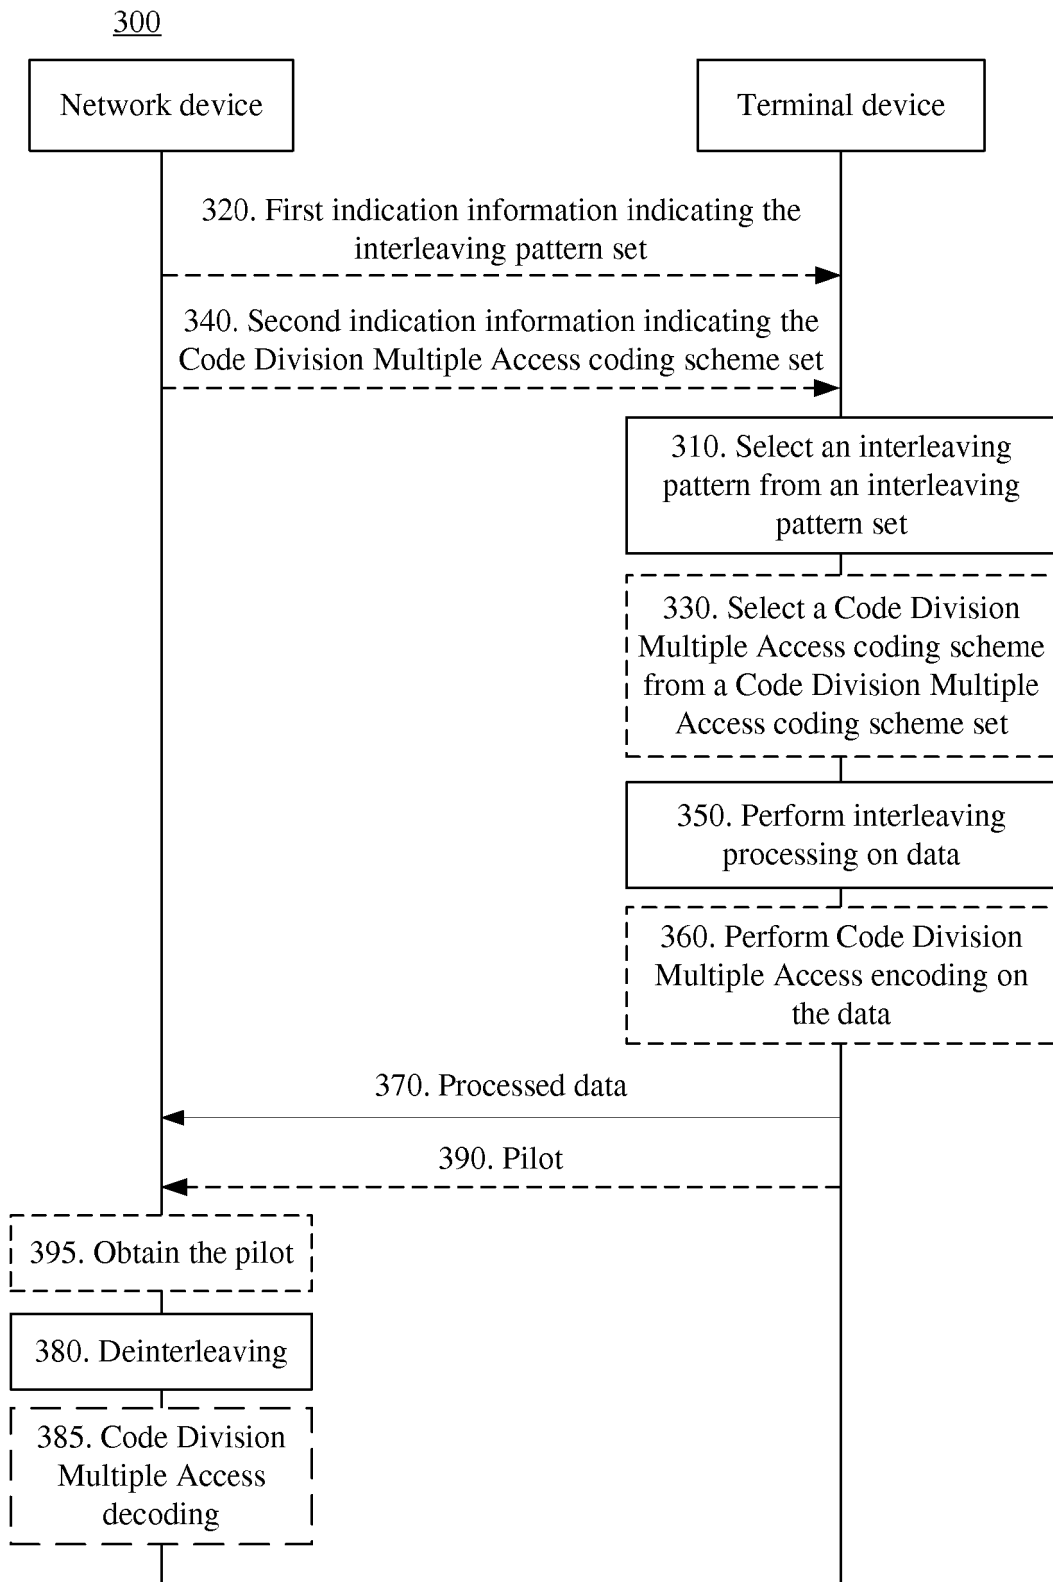 300
Network device
Terminal device
320. First indication information indicating the
interleaving pattern set
340. Second indication information indicating the
Code Division Multiple Access coding scheme set
310. Select an interleaving
pattern from an interleaving
pattern set
330. Select a Code Division
Multiple Access coding scheme
from a Code Division Multiple
Access coding scheme set
350. Perform interleaving
processing on data
360. Perform Code Division
Multiple Access encoding on
the data
370. Processed data
390. Pilot
395. Obtain the pilot
380. Deinterleaving
385. Code Division
Multiple Access
decoding